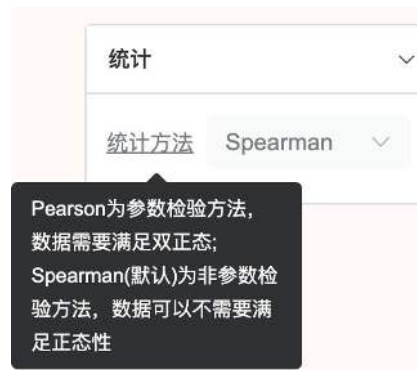 统计
统计方法 Spearman
Pearson为参数检验方法，
数据需要满足双正态;
Spearman(默认)为非参数检
验方法，数据可以不需要满
足正态性